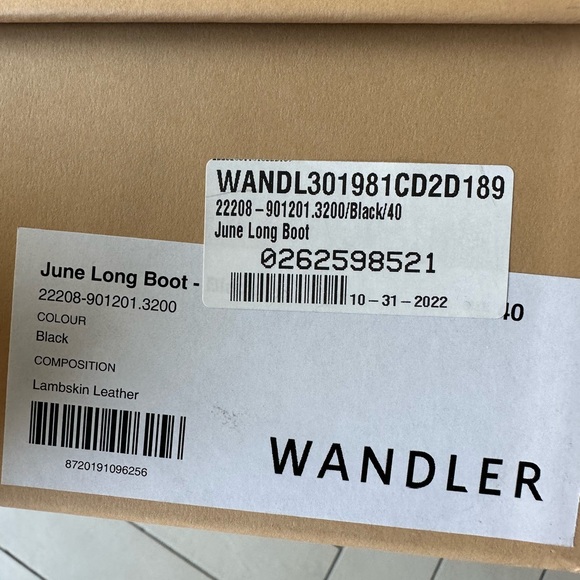 WANDL301981CD2D189
22208-901201.3200/Black/40
June Long Boot
0262598521
10-31-2022
June Long Boot -
40
22208-901201.3200
COLOUR
Black
COMPOSITION
Lambskin Leather
8720191096256
WANDLER